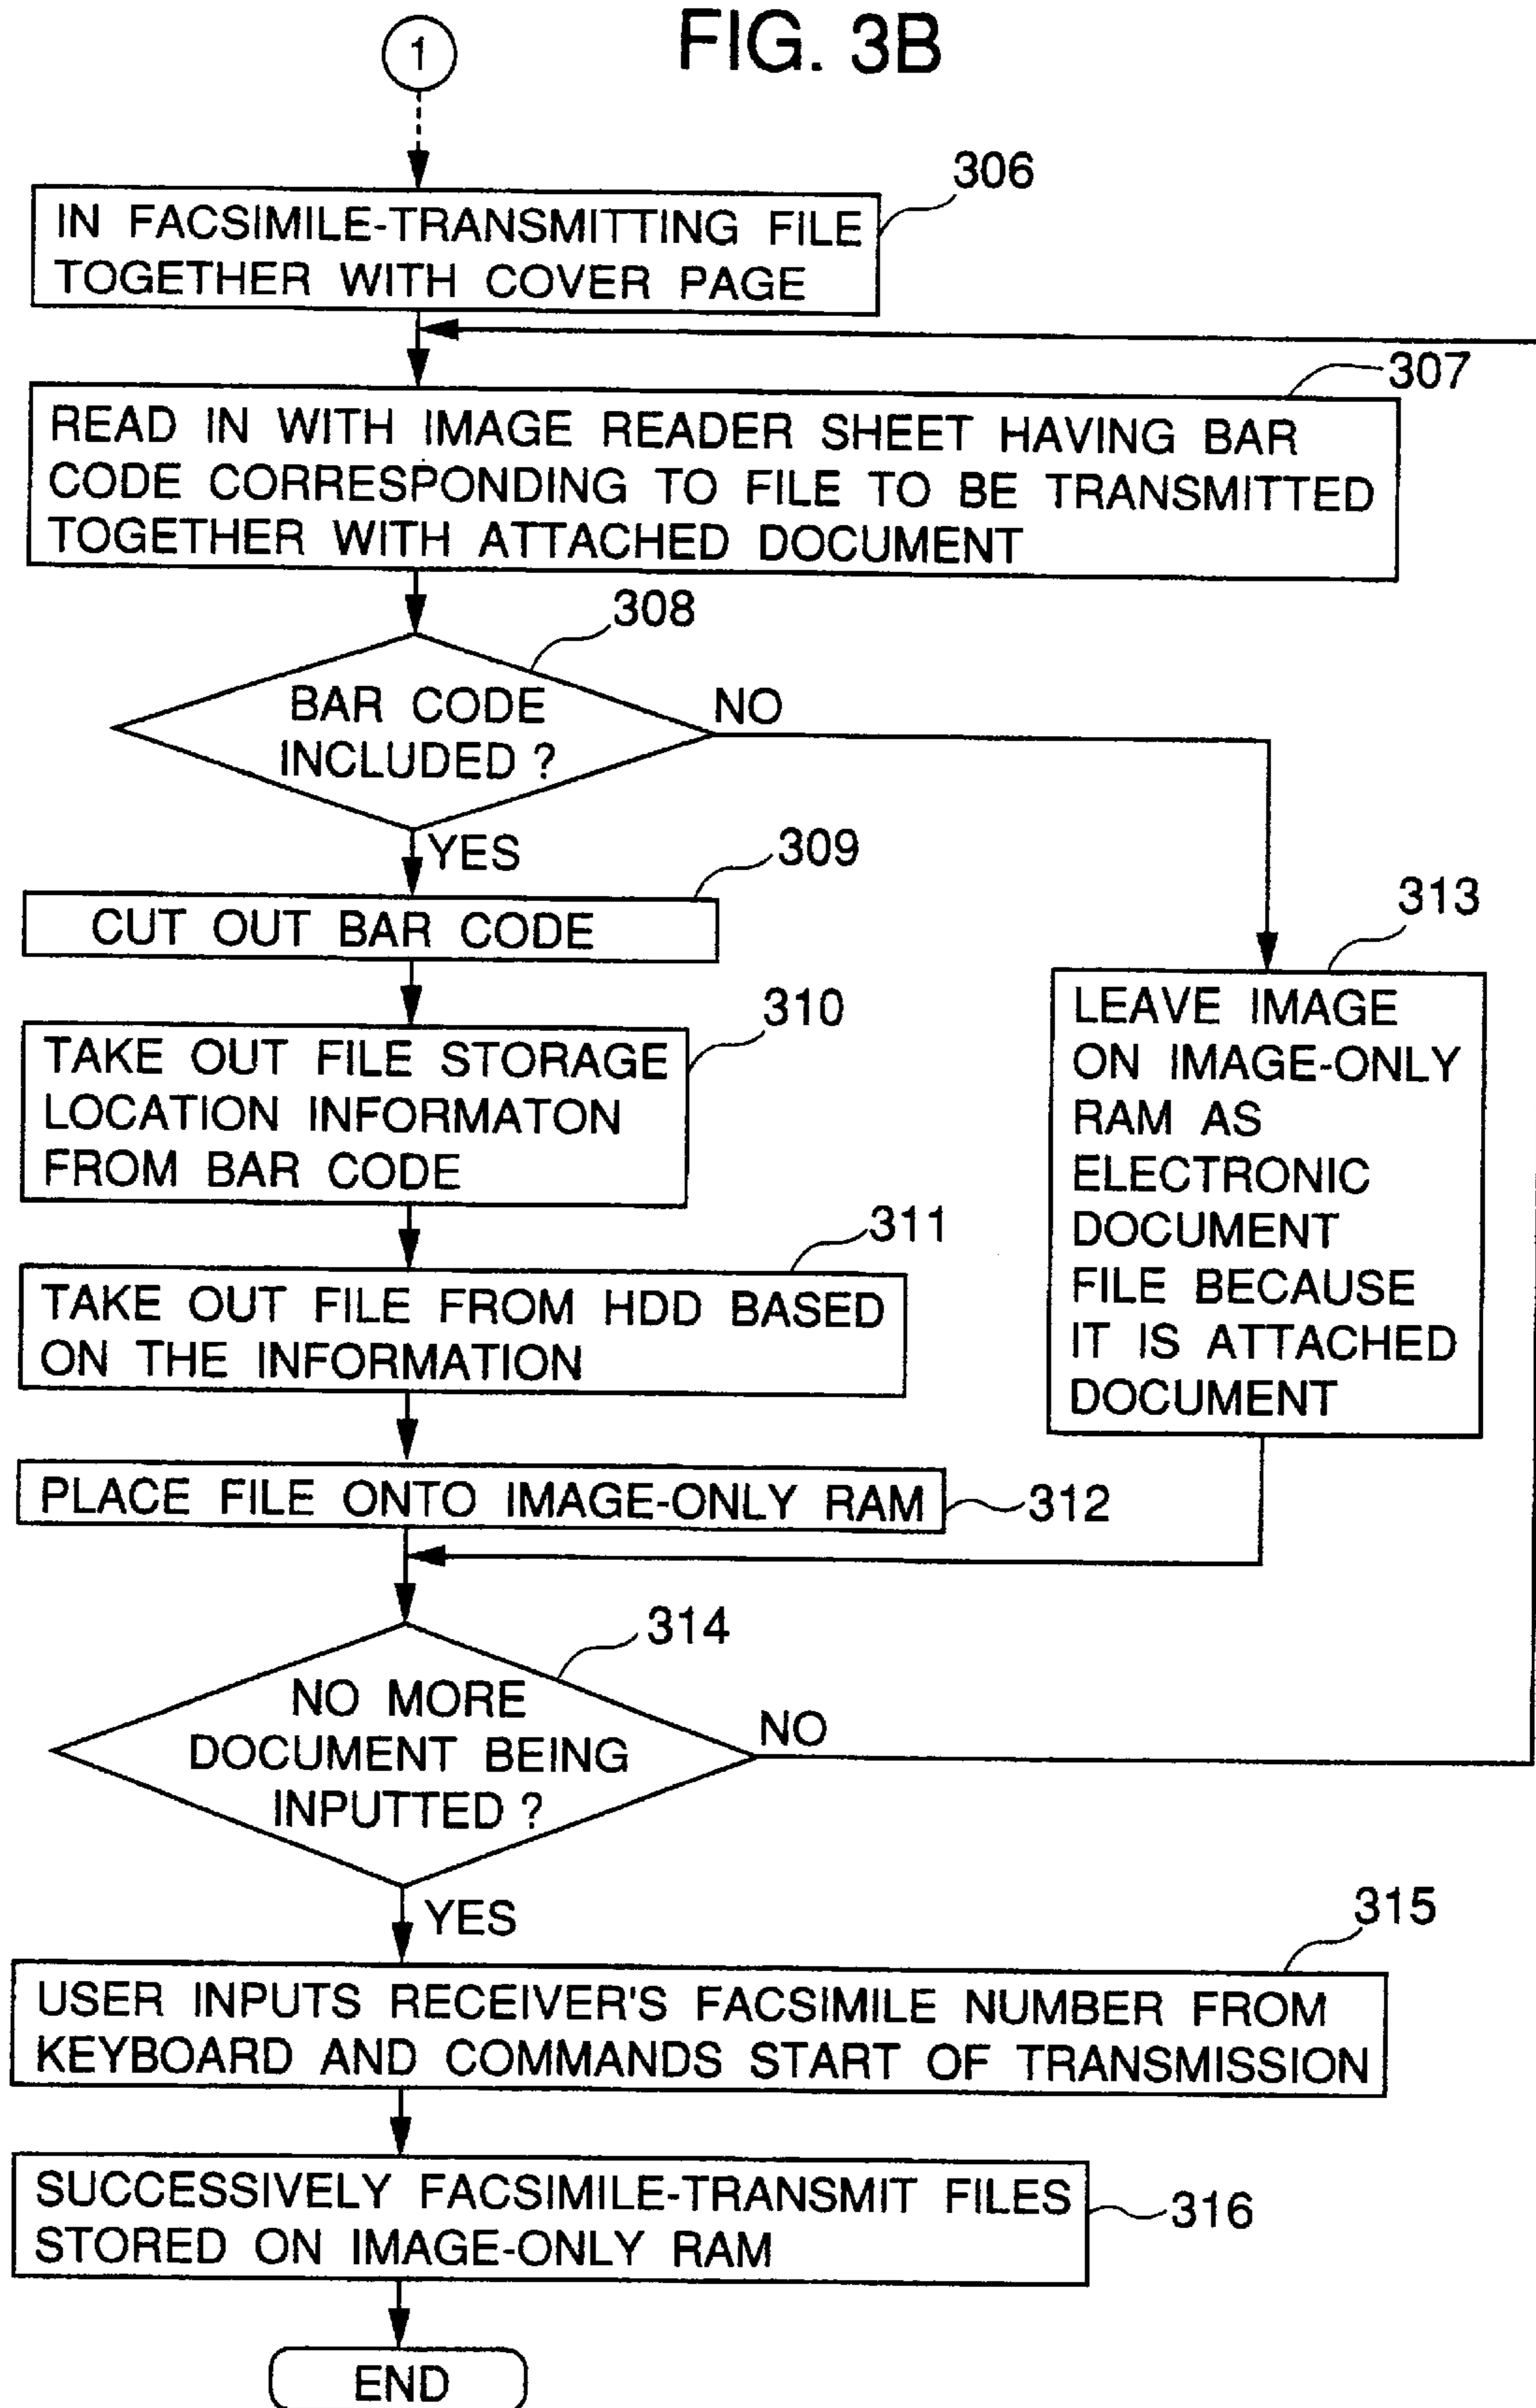 FIG. 3B
1
306
IN FACSIMILE-TRANSMITTING FILE
TOGETHER WITH COVER PAGE
307
READ IN WITH IMAGE READER SHEET HAVING BAR
CODE CORRESPONDING TO FILE TO BE TRANSMITTED
TOGETHER WITH ATTACHED DOCUMENT
308
BAR CODE
INCLUDED ?
NO
YES
309
CUT OUT BAR CODE
310
TAKE OUT FILE STORAGE
LOCATION INFORMATON
FROM BAR CODE
311
TAKE OUT FILE FROM HDD BASED
ON THE INFORMATION
PLACE FILE ONTO IMAGE-ONLY RAM
312
313
LEAVE IMAGE
ON IMAGE-ONLY
RAM AS
ELECTRONIC
DOCUMENT
FILE BECAUSE
IT IS ATTACHED
DOCUMENT
314
NO MORE
DOCUMENT BEING
INPUTTED ?
NO
YES
315
USER INPUTS RECEIVER'S FACSIMILE NUMBER FROM
KEYBOARD AND COMMANDS START OF TRANSMISSION
SUCCESSIVELY FACSIMILE-TRANSMIT FILES
STORED ON IMAGE-ONLY RAM
316
END